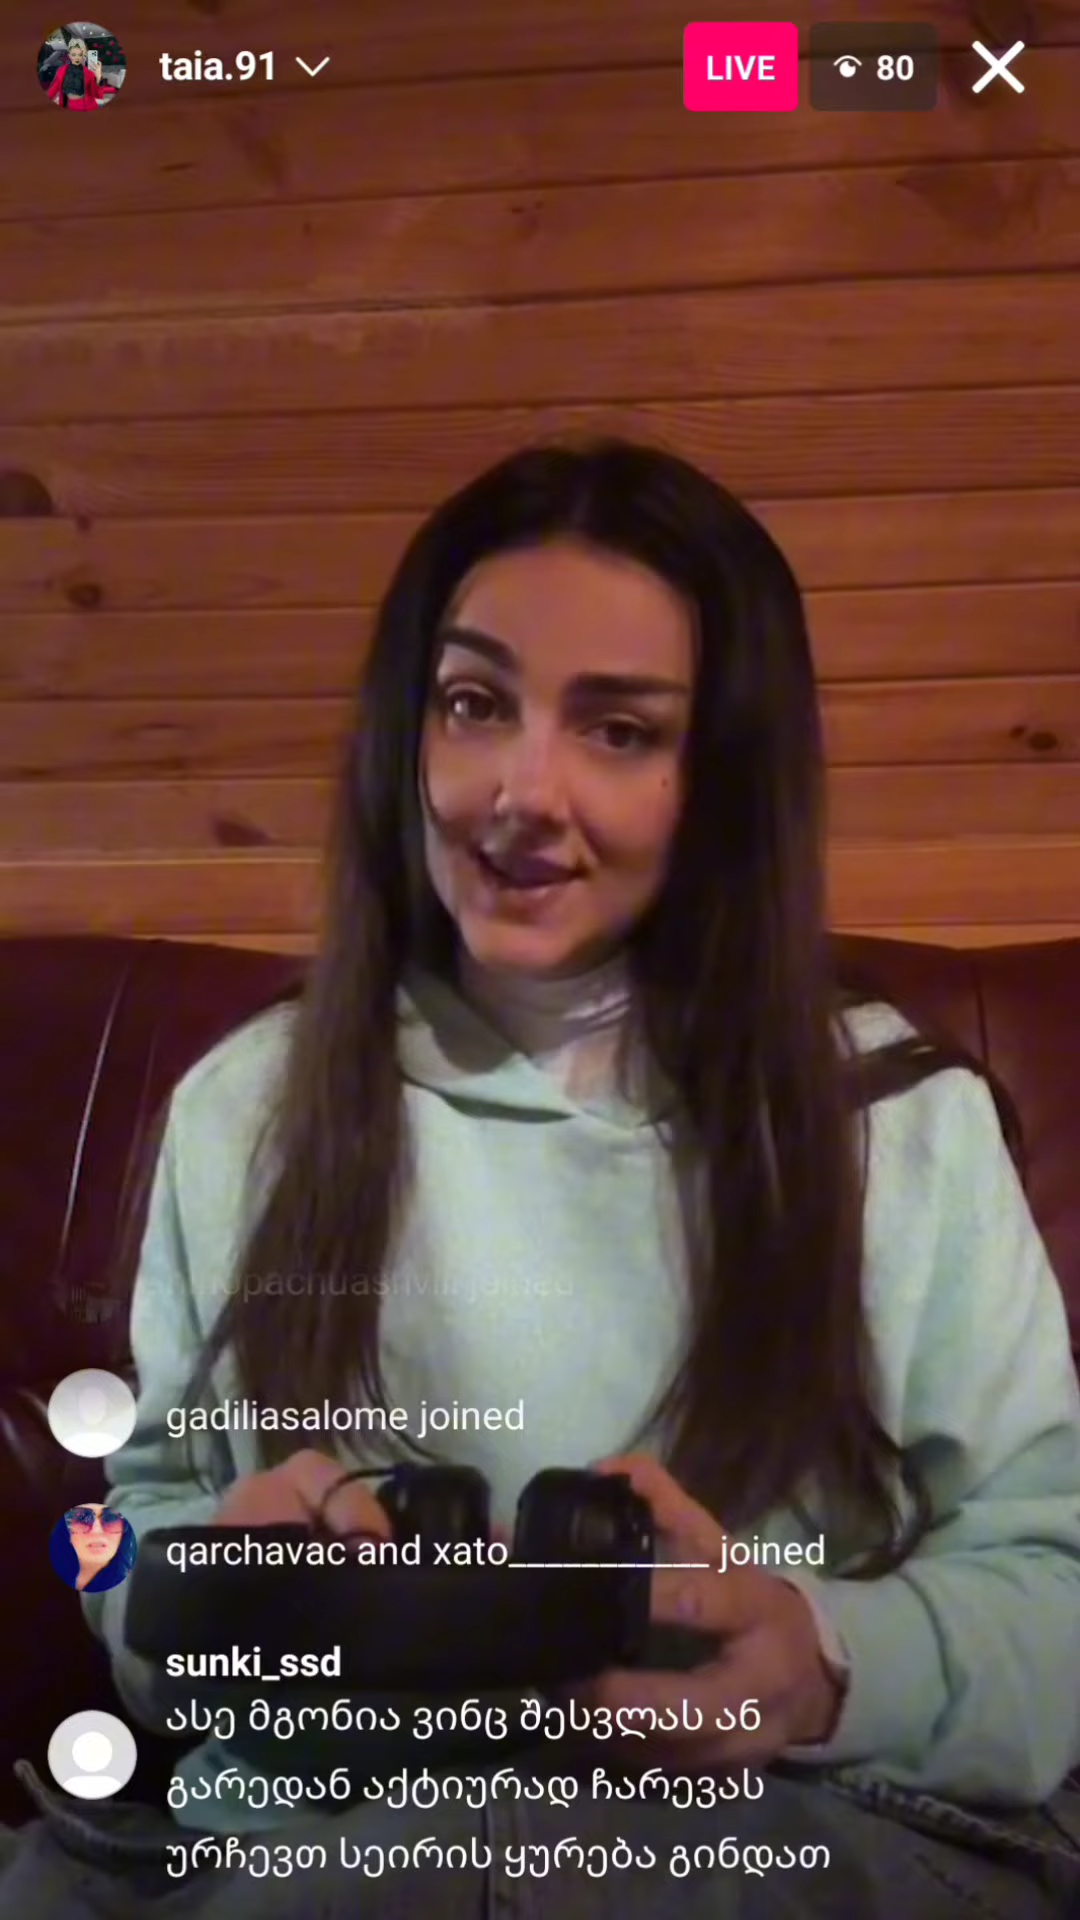 taia.91
LIVE
80
gadiliasalome joined
qarchavac and xato___________ joined
sunki_ssd
ასე მგონია ვინც შესვლას ან
გარედან აქტიურად ჩარევას
ურჩევთ სეირის ყურება გინდათ